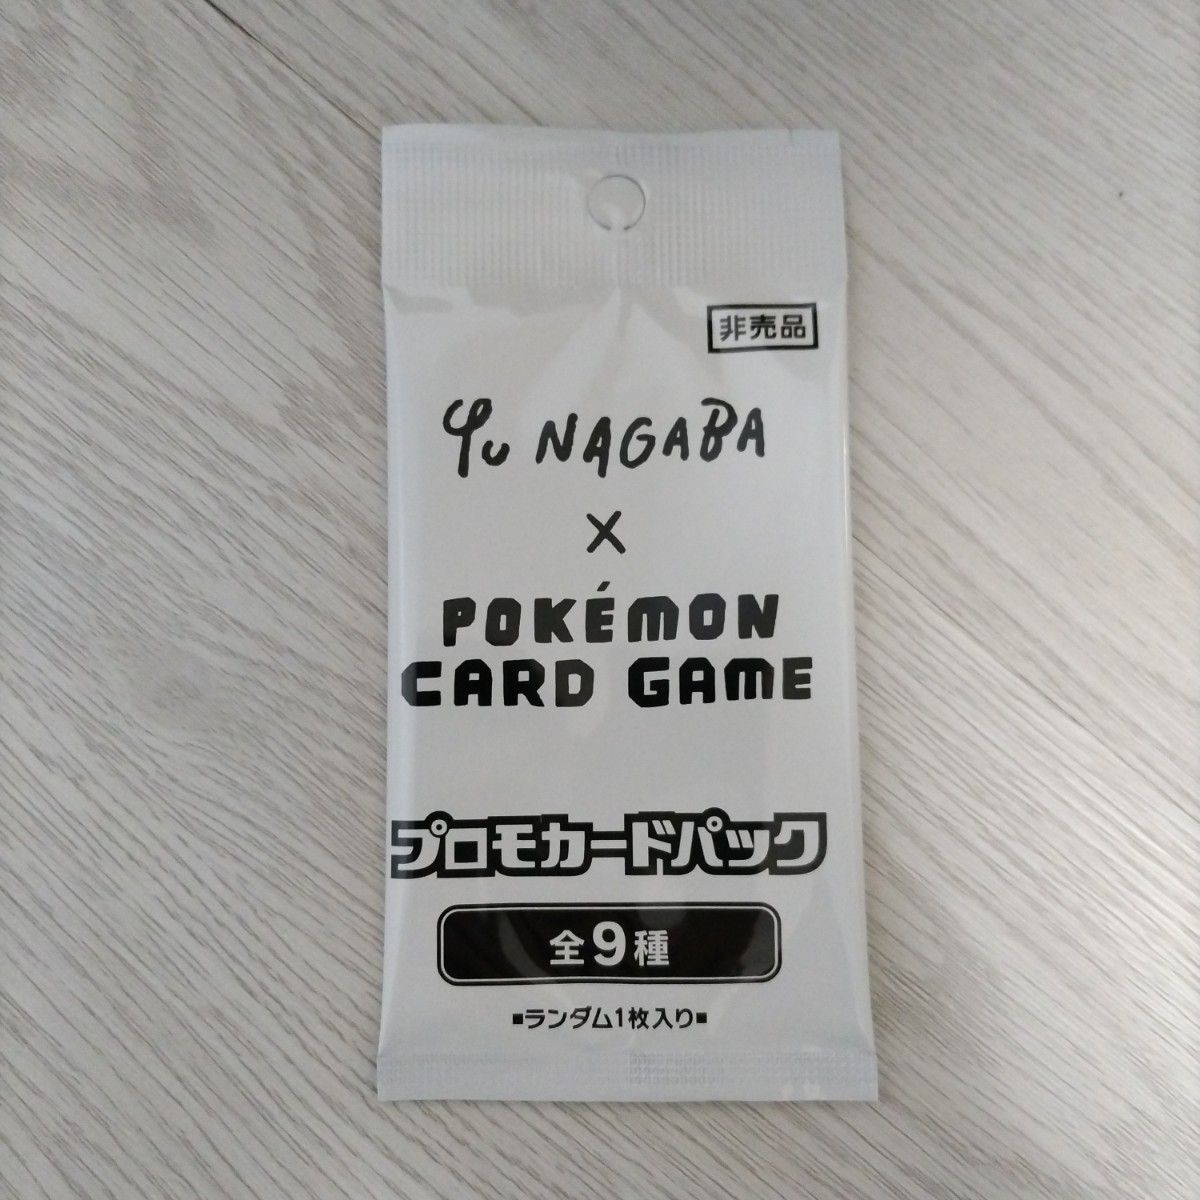 非売品
Yu NAGABA
×
POKÉMON
CARD GAME
プロモカードパック
全9種
■ランダム1枚入り■